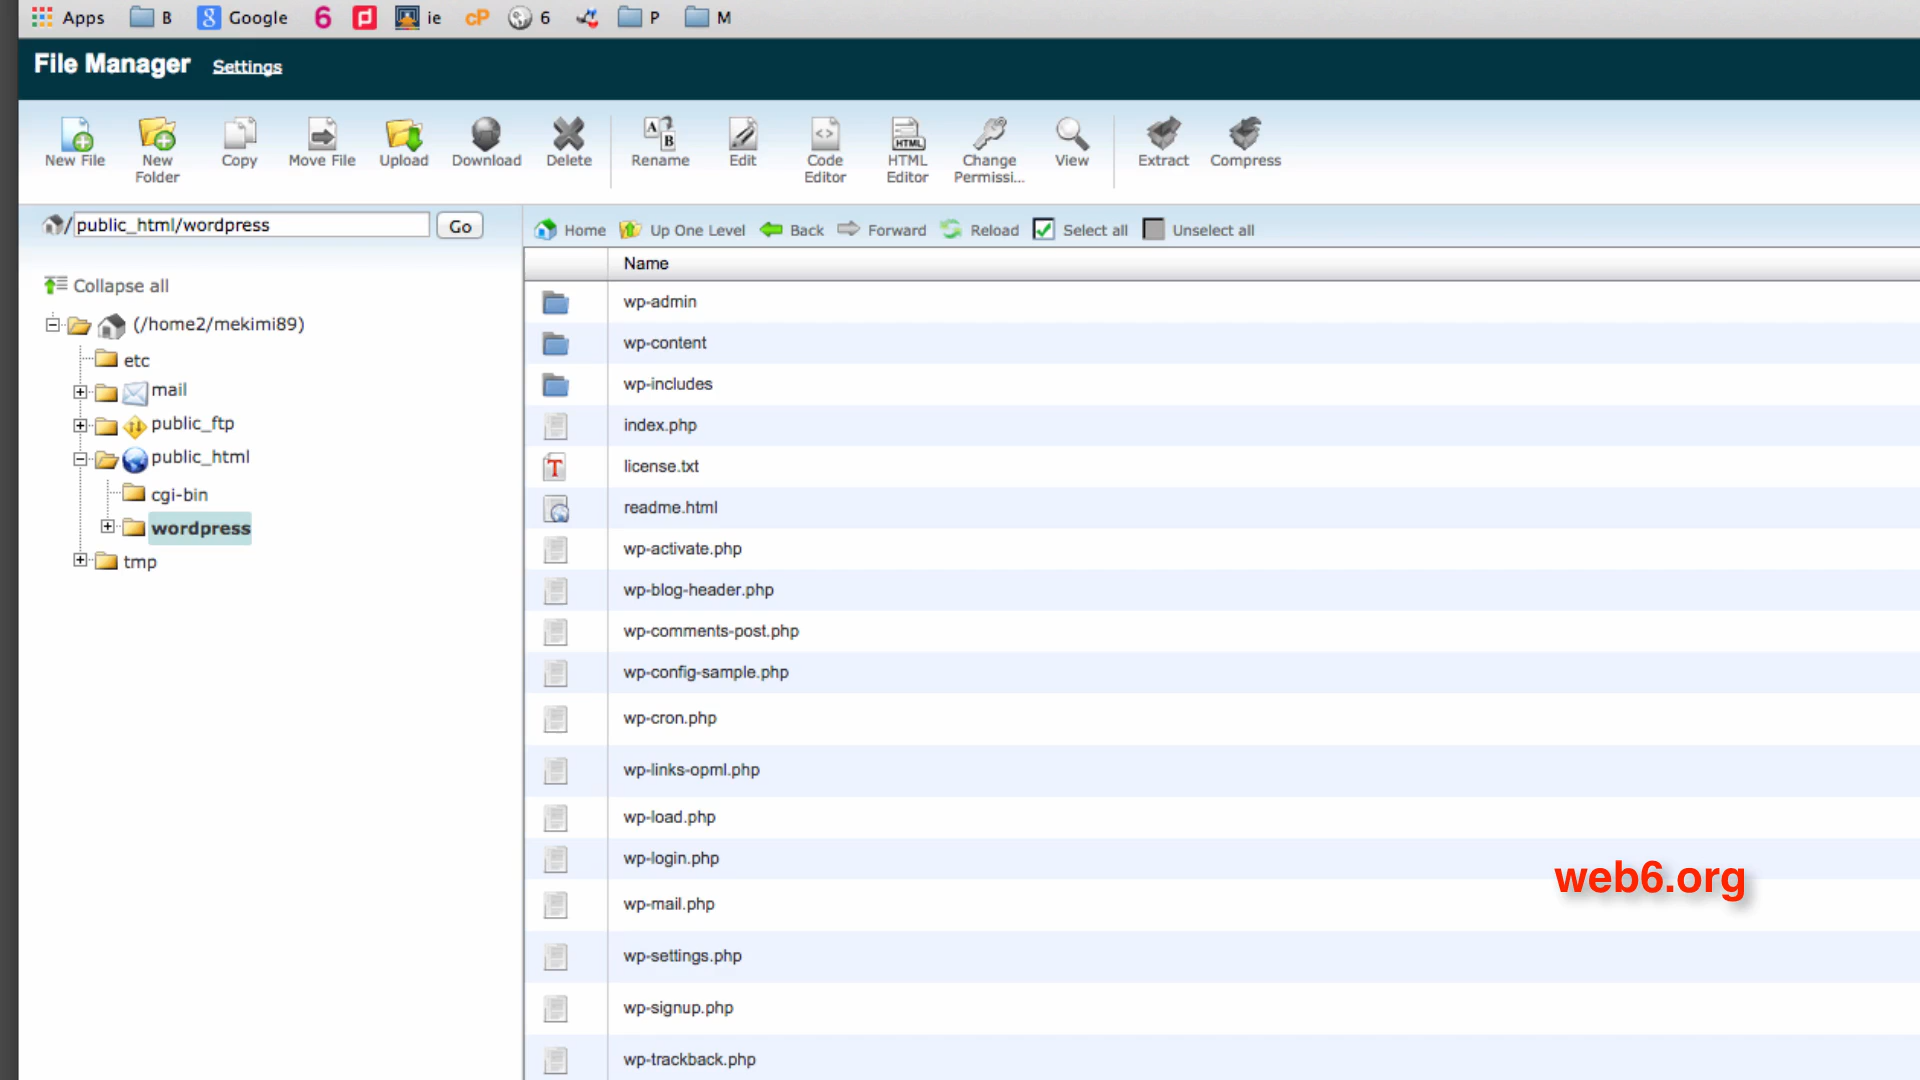 Apps B Google 6 ie cP 6 P M
File Manager Settings
New File New Folder Copy Move File Upload Download Delete Rename Edit Code Editor HTML Editor Change Permissi... View Extract Compress
/public_html/wordpress Go
Home Up One Level Back Forward Reload Select all Unselect all
Collapse all
(/home2/mekimi89)
etc
mail
public_ftp
public_html
cgi-bin
wordpress
tmp
Name
wp-admin
wp-content
wp-includes
index.php
license.txt
readme.html
wp-activate.php
wp-blog-header.php
wp-comments-post.php
wp-config-sample.php
wp-cron.php
wp-links-opml.php
wp-load.php
wp-login.php
wp-mail.php
wp-settings.php
wp-signup.php
wp-trackback.php
web6.org